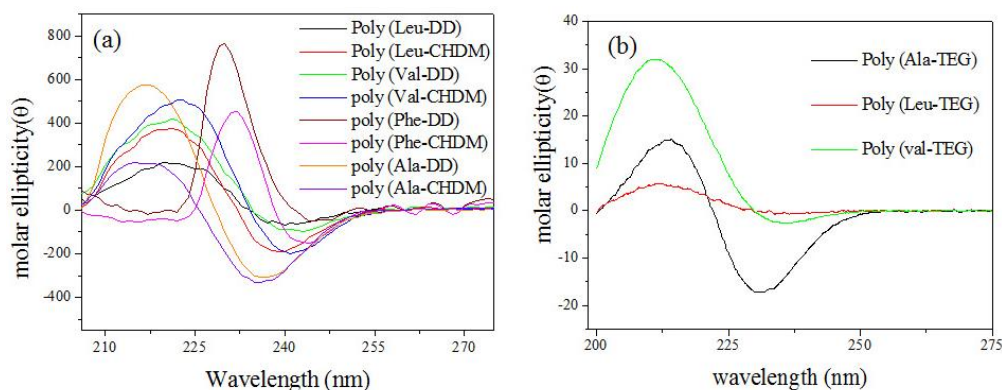 (a)
Poly (Leu-DD)
Poly (Leu-CHDM)
Poly (Val-DD)
poly (Val-CHDM)
poly (Phe-DD)
poly (Phe-CHDM)
poly (Ala-DD)
poly (Ala-CHDM)
800
600
400
200
0
-200
-400
molar ellipticity(θ)
210
225
240
255
270
Wavelength (nm)
(b)
Poly (Ala-TEG)
Poly (Leu-TEG)
Poly (val-TEG)
40
30
20
10
0
-10
-20
molar ellipticity(θ)
200
225
250
275
wavelength (nm)